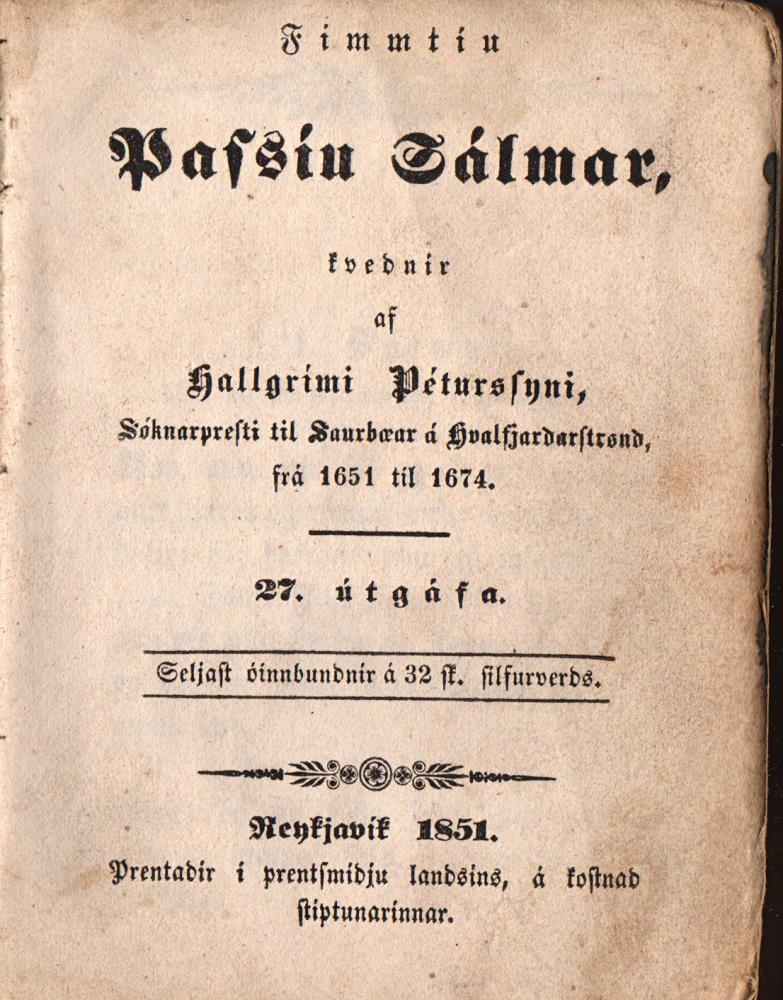 Fimmtíu
Passíu Sálmar,
kvednir
af
Hallgrími Péturssyni,
Sóknarpresti til Saurbæar á Hvalfjardarströnd,
frá 1651 til 1674.
27. útgáfa.
Seljast óinnbundnir á 32 sk. silfurverds.
Reykjavík 1851.
Prentadir í prentsmidju landsins, á kostnad
stiptunarinnar.